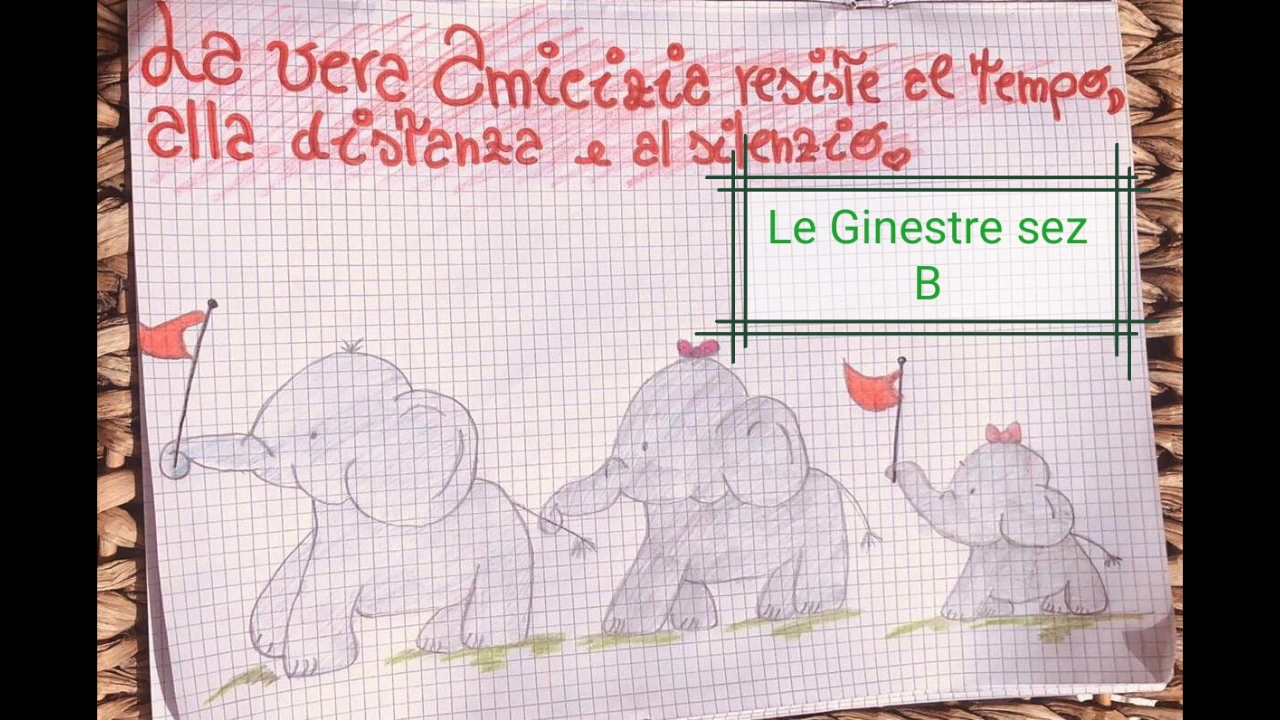 La vera Amicizia resiste al tempo,
alla distanza e al silenzio.
Le Ginestre sez
B